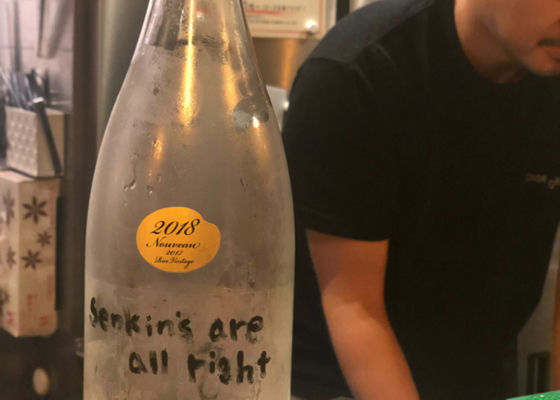 2018
Nouveau
2017
Rice Vintage
Senkin's are
all right